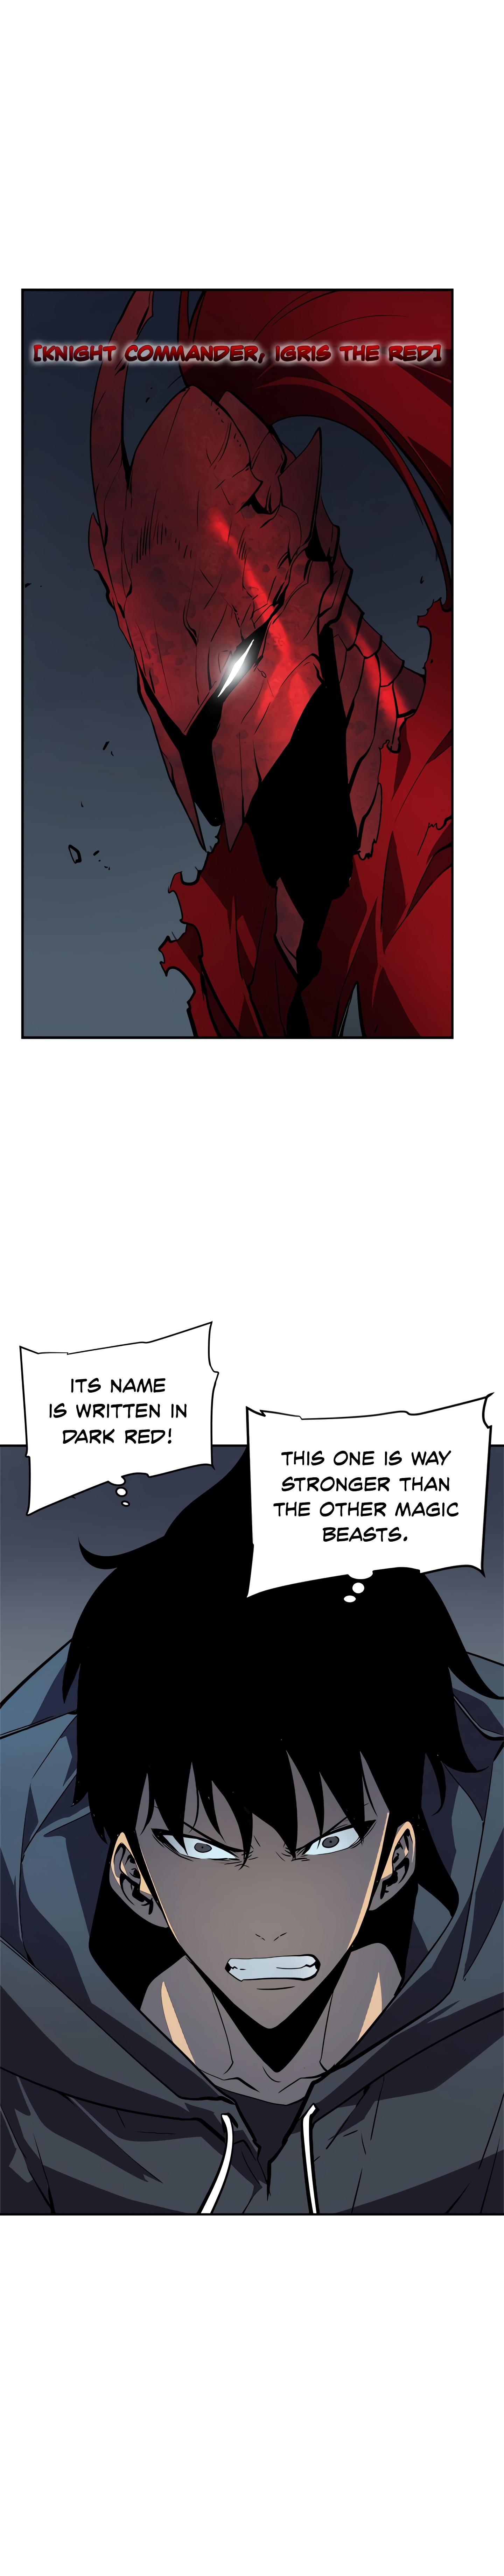 [KNIGHT COMMANDER, IGRIS THE RED]
ITS NAME
IS WRITTEN IN
DARK RED!
THIS ONE IS WAY
STRONGER THAN
THE OTHER MAGIC
BEASTS.